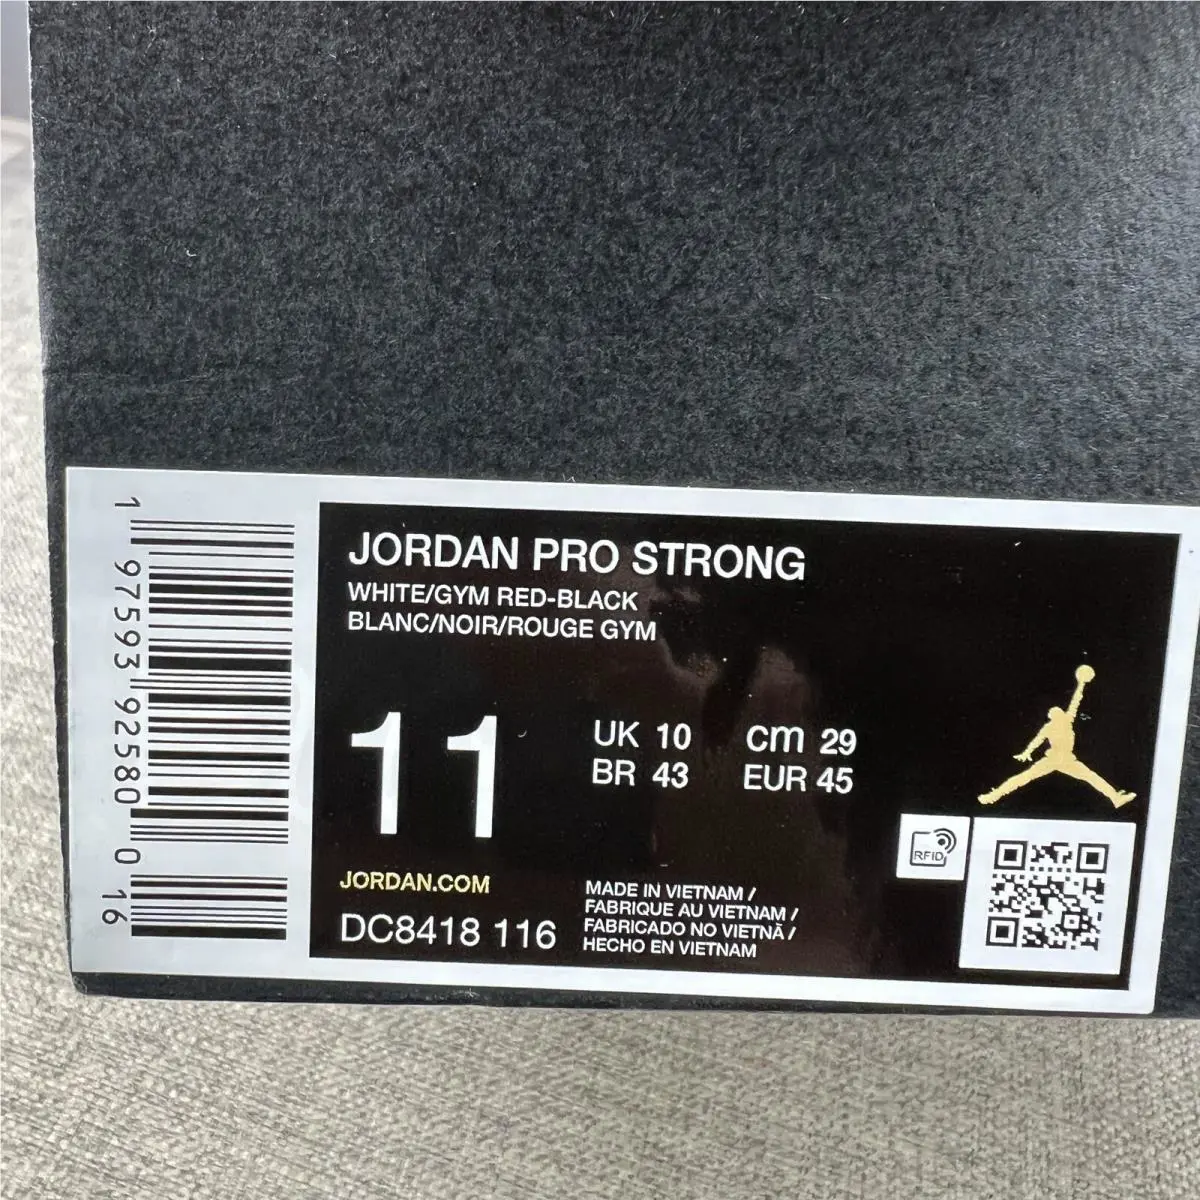 JORDAN PRO STRONG
WHITE/GYM RED-BLACK
BLANC/NOIR/ROUGE GYM
11
UK 10
cm 29
BR 43
EUR 45
JORDAN.COM
DC8418 116
MADE IN VIETNAM /
FABRIQUE AU VIETNAM /
FABRICADO NO VIETNÃ /
HECHO EN VIETNAM
RFID
1 97593 92580 0 16